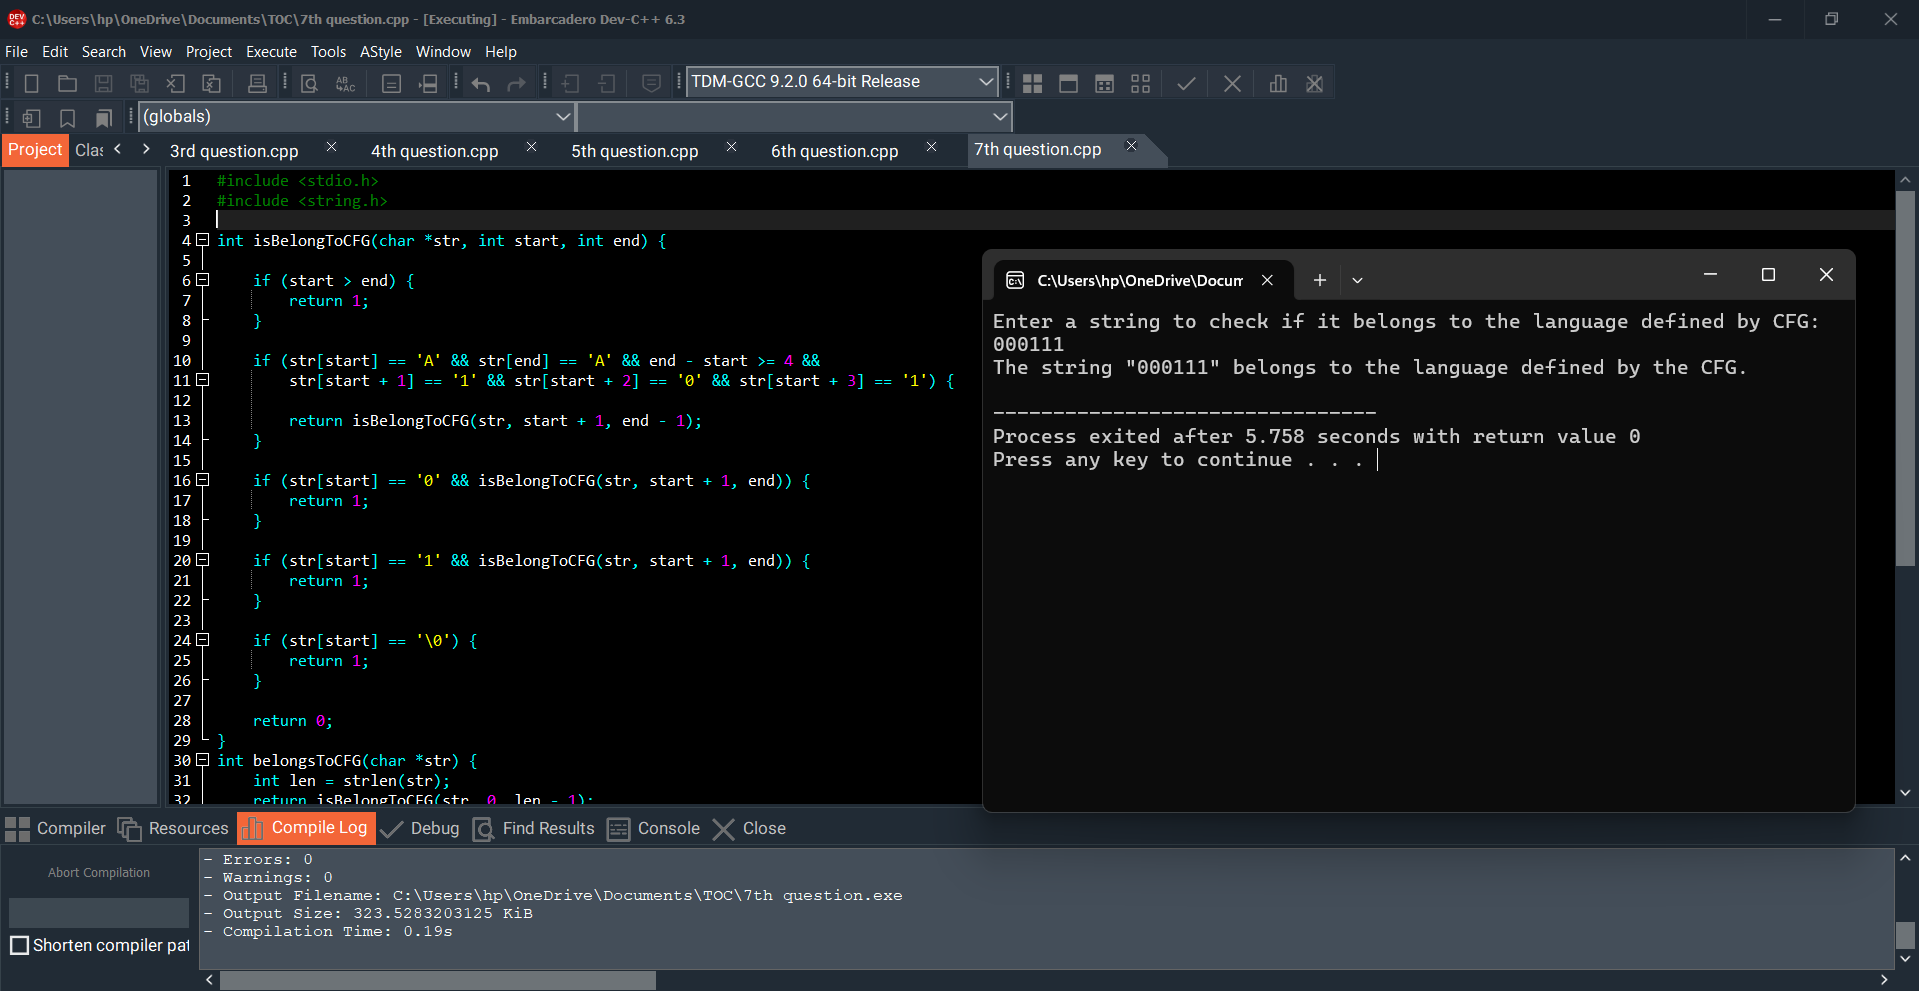 C:\Users\hp\OneDrive\Documents\TOC\7th question.cpp - [Executing] - Embarcadero Dev-C++ 6.3
File Edit Search View Project Execute Tools AStyle Window Help
TDM-GCC 9.2.0 64-bit Release
(globals)
Project Clas 3rd question.cpp 4th question.cpp 5th question.cpp 6th question.cpp 7th question.cpp
1 #include <stdio.h>
2 #include <string.h>
3
4 int isBelongToCFG(char *str, int start, int end) {
5
6 if (start > end) {
7 return 1;
8 }
9
10 if (str[start] == 'A' && str[end] == 'A' && end - start >= 4 &&
11 str[start + 1] == '1' && str[start + 2] == '0' && str[start + 3] == '1') {
12
13 return isBelongToCFG(str, start + 1, end - 1);
14 }
15
16 if (str[start] == '0' && isBelongToCFG(str, start + 1, end)) {
17 return 1;
18 }
19
20 if (str[start] == '1' && isBelongToCFG(str, start + 1, end)) {
21 return 1;
22 }
23
24 if (str[start] == '\0') {
25 return 1;
26 }
27
28 return 0;
29 }
30 int belongsToCFG(char *str) {
31 int len = strlen(str);
32 return isBelongToCFG(str, 0, len - 1);
C:\Users\hp\OneDrive\Docum
Enter a string to check if it belongs to the language defined by CFG:
000111
The string "000111" belongs to the language defined by the CFG.
--------------------------------
Process exited after 5.758 seconds with return value 0
Press any key to continue . . .
Compiler Resources Compile Log Debug Find Results Console Close
Abort Compilation
Shorten compiler pat
- Errors: 0
- Warnings: 0
- Output Filename: C:\Users\hp\OneDrive\Documents\TOC\7th question.exe
- Output Size: 323.5283203125 KiB
- Compilation Time: 0.19s